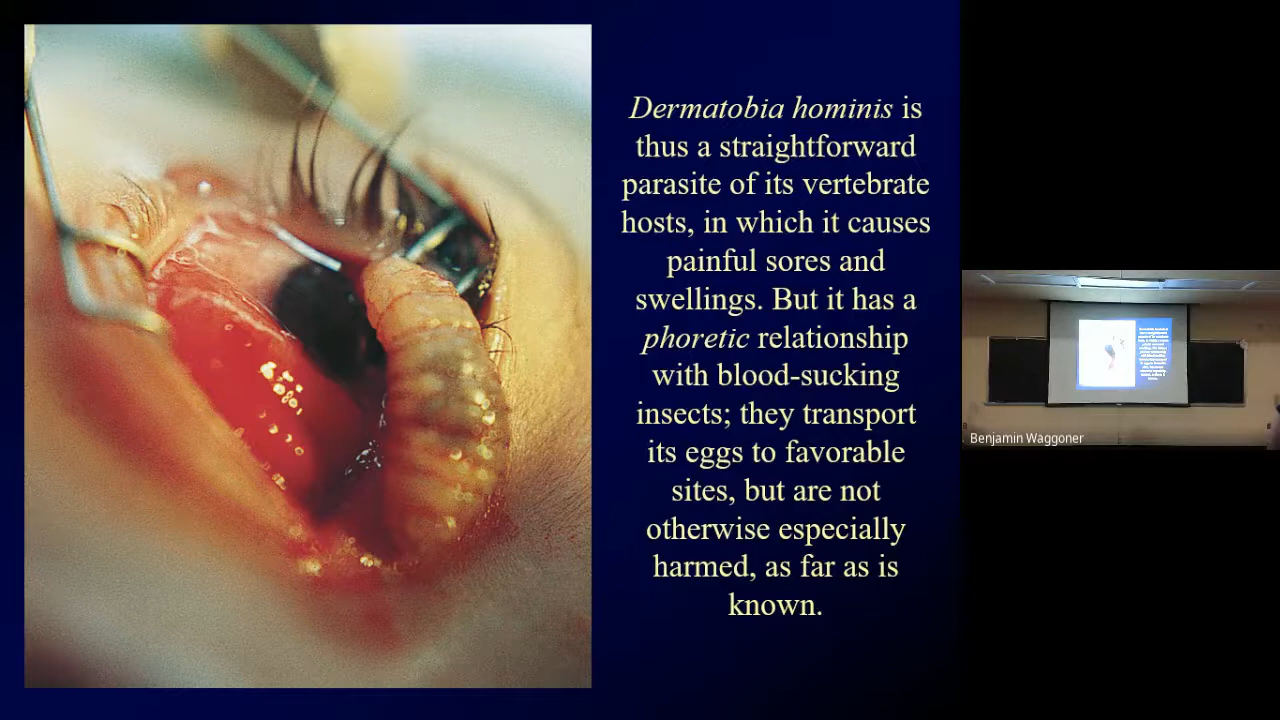 Dermatobia hominis is
thus a straightforward
parasite of its vertebrate
hosts, in which it causes
painful sores and
swellings. But it has a
phoretic relationship
with blood-sucking
insects; they transport
its eggs to favorable
sites, but are not
otherwise especially
harmed, as far as is
known.
Benjamin Waggoner